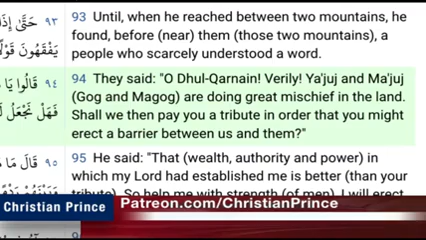 93 Until, when he reached between two mountains, he
found, before (near) them (those two mountains), a
people who scarcely understood a word.
94 They said: "O Dhul-Qarnain! Verily! Ya'juj and Ma'juj
(Gog and Magog) are doing great mischief in the land.
Shall we then pay you a tribute in order that you might
erect a barrier between us and them?"
95 He said: "That (wealth, authority and power) in
which my Lord had established me is better (than your
tribute). So help me with strength (of men), I will erect
٩٣ حَتَّىٰ إِذَا
يَفْقَهُونَ قَوْلًا
٩٤ قَالُوا يَا
فَهَلْ نَجْعَلُ
٩٥ قَالَ مَا
Christian Prince
Patreon.com/ChristianPrince